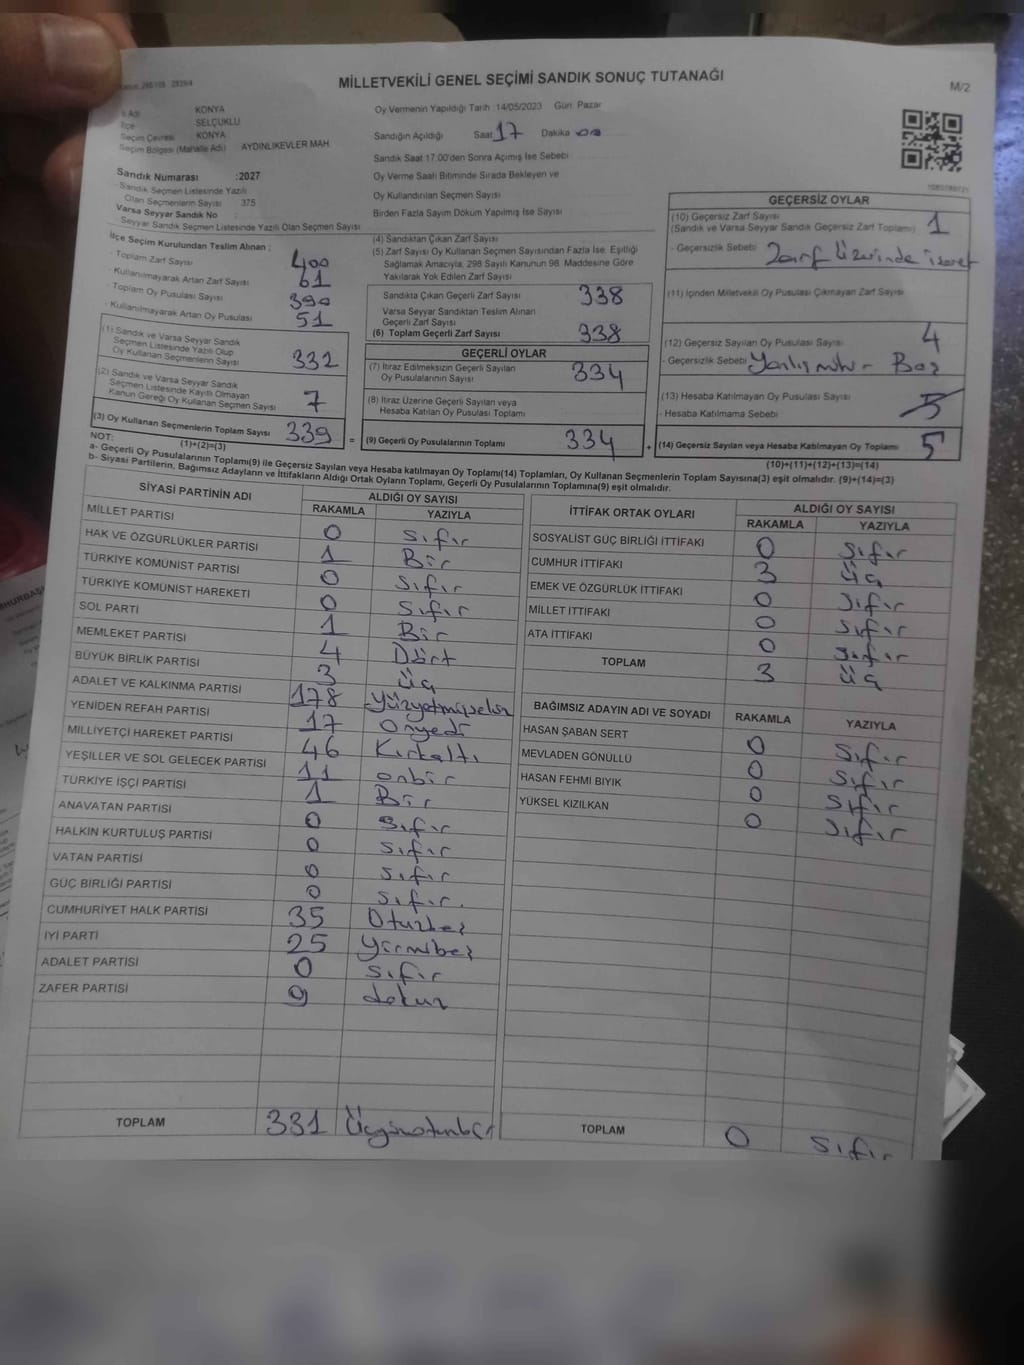 MİLLETVEKİLİ GENEL SEÇİMİ SANDIK SONUÇ TUTANAĞI
M/2
İl Adı KONYA
İlçe SELÇUKLU
Seçim Çevresi KONYA
Seçim Bölgesi (Mahalle Adı) AYDINLIKEVLER MAH.
Sandık Numarası :2027
- Sandık Seçmen Listesinde Yazılı
Olan Seçmenlerin Sayısı 375
Varsa Seyyar Sandık No
- Seyyar Sandık Seçmen Listesinde Yazılı Olan Seçmen Sayısı
Oy Vermenin Yapıldığı Tarih :14/05/2023 Gün: Pazar
Sandığın Açıldığı Saat 17 Dakika 00
Sandık Saat 17.00'den Sonra Açımış İse Sebebi
Oy Verme Saati Bitiminde Sırada Bekleyen ve
Oy Kullandırılan Seçmen Sayısı
Birden Fazla Sayım Döküm Yapılmış İse Sayısı
İlçe Seçim Kurulundan Teslim Alınan :
- Toplam Zarf Sayısı 400
- Kullanılmayarak Artan Zarf Sayısı 61
- Toplam Oy Pusulası Sayısı 390
- Kullanılmayarak Artan Oy Pusulası 51
(1) Sandık ve Varsa Seyyar Sandık
Seçmen Listesinde Yazılı Olup
Oy Kullanan Seçmenlerin Sayısı 332
(2) Sandık ve Varsa Seyyar Sandık
Seçmen Listesinde Kayıtlı Olmayan
Kanun Gereği Oy Kullanan Seçmen Sayısı 7
(3) Oy Kullanan Seçmenlerin Toplam Sayısı 339 =
(1)+(2)=(3)
(4) Sandıktan Çıkan Zarf Sayısı
(5) Zarf Sayısı Oy Kullanan Seçmen Sayısından Fazla İse, Eşitliği
Sağlamak Amacıyla, 298 Sayılı Kanunun 98. Maddesine Göre
Yakılarak Yok Edilen Zarf Sayısı
Sandıkta Çıkan Geçerli Zarf Sayısı 338
Varsa Seyyar Sandıktan Teslim Alınan
Geçerli Zarf Sayısı
(6) Toplam Geçerli Zarf Sayısı 338
GEÇERLİ OYLAR
(7) İtiraz Edilmeksizin Geçerli Sayılan
Oy Pusulalarının Sayısı 334
(8) İtiraz Üzerine Geçerli Sayılan veya
Hesaba Katılan Oy Pusulası Toplamı
(9) Geçerli Oy Pusulalarının Toplamı 334 +
GEÇERSİZ OYLAR
(10) Geçersiz Zarf Sayısı
(Sandık ve Varsa Seyyar Sandık Geçersiz Zarf Toplamı) 1
- Geçersizlik Sebebi Zarf Üzerinde işaret
(11) İçinden Milletvekili Oy Pusulası Çıkmayan Zarf Sayısı
(12) Geçersiz Sayılan Oy Pusulası Sayısı 4
- Geçersizlik Sebebi Yanlış mühr - Boş
(13) Hesaba Katılmayan Oy Pusulası Sayısı
- Hesaba Katılmama Sebebi
(14) Geçersiz Sayılan veya Hesaba Katılmayan Oy Toplamı 5
(10)+(11)+(12)+(13)=(14)
NOT:
a- Geçerli Oy Pusulalarının Toplamı(9) ile Geçersiz Sayılan veya Hesaba katılmayan Oy Toplamı(14) Toplamları, Oy Kullanan Seçmenlerin Toplam Sayısına(3) eşit olmalıdır. (9)+(14)=(3)
b- Siyasi Partilerin, Bağımsız Adayların ve İttifakların Aldığı Ortak Oyların Toplamı, Geçerli Oy Pusulalarının Toplamına(9) eşit olmalıdır.
SİYASİ PARTİNİN ADI ALDIĞI OY SAYISI
RAKAMLA YAZIYLA
MİLLET PARTİSİ 0 Sıfır
HAK VE ÖZGÜRLÜKLER PARTİSİ 1 Bir
TÜRKİYE KOMÜNİST PARTİSİ 0 Sıfır
TÜRKİYE KOMÜNİST HAREKETİ 0 Sıfır
SOL PARTİ 1 Bir
MEMLEKET PARTİSİ 4 Dört
BÜYÜK BİRLİK PARTİSİ 3 Üç
ADALET VE KALKINMA PARTİSİ 178
YENİDEN REFAH PARTİSİ 17 Onyedi
MİLLİYETÇİ HAREKET PARTİSİ 46 Kırkaltı
YEŞİLLER VE SOL GELECEK PARTİSİ 11 onbir
TÜRKİYE İŞÇİ PARTİSİ 1 Bir
ANAVATAN PARTİSİ 0 Sıfır
HALKIN KURTULUŞ PARTİSİ 0 Sıfır
VATAN PARTİSİ 0 Sıfır
GÜÇ BİRLİĞİ PARTİSİ 0 Sıfır.
CUMHURİYET HALK PARTİSİ 35 Otuzbeş
İYİ PARTİ 25 Yirmibeş
ADALET PARTİSİ 0 Sıfır
ZAFER PARTİSİ 9 dokuz
TOPLAM 331 Üçyüzotuzbir
İTTİFAK ORTAK OYLARI ALDIĞI OY SAYISI
RAKAMLA YAZIYLA
SOSYALİST GÜÇ BİRLİĞİ İTTİFAKI 0 Sıfır
CUMHUR İTTİFAKI 3 Üç
EMEK VE ÖZGÜRLÜK İTTİFAKI 0 Sıfır
MİLLET İTTİFAKI 0 Sıfır
ATA İTTİFAKI 0 Sıfır
TOPLAM 3 Üç
BAĞIMSIZ ADAYIN ADI VE SOYADI RAKAMLA YAZIYLA
HASAN ŞABAN SERT 0 Sıfır
MEVLADEN GÖNÜLLÜ 0 Sıfır
HASAN FEHMI BIYIK 0 Sıfır
YÜKSEL KIZILKAN 0 Sıfır
TOPLAM 0 Sıfır